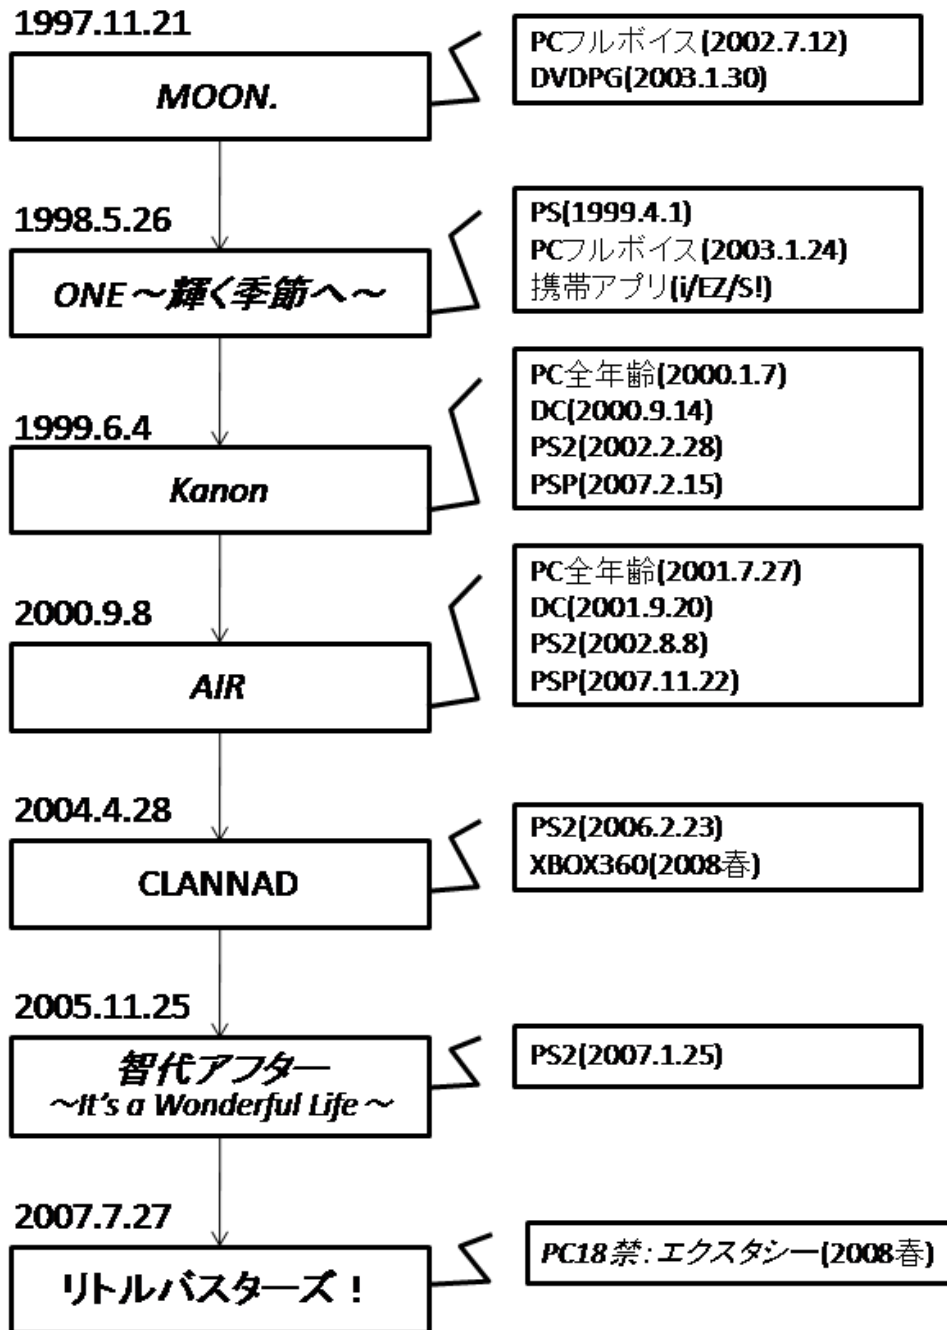 1997.11.21
MOON.
PCフルボイス(2002.7.12)
DVDPG(2003.1.30)
1998.5.26
ONE～輝く季節へ～
PS(1999.4.1)
PCフルボイス(2003.1.24)
携帯アプリ(i/EZ/S!)
1999.6.4
Kanon
PC全年齢(2000.1.7)
DC(2000.9.14)
PS2(2002.2.28)
PSP(2007.2.15)
2000.9.8
AIR
PC全年齢(2001.7.27)
DC(2001.9.20)
PS2(2002.8.8)
PSP(2007.11.22)
2004.4.28
CLANNAD
PS2(2006.2.23)
XBOX360(2008春)
2005.11.25
智代アフター
～It's a Wonderful Life～
PS2(2007.1.25)
2007.7.27
リトルバスターズ！
PC18禁：エクスタシー(2008春)